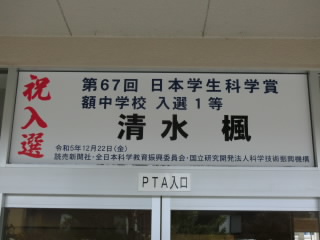 祝入選
第67回 日本学生科学賞
額中学校 入選1等
清水 楓
令和5年12月22日(金)
読売新聞社・全日本科学教育振興委員会・国立研究開発法人科学技術振興機構
PTA入口